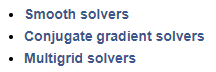 • Smooth solvers
• Conjugate gradient solvers
• Multigrid solvers